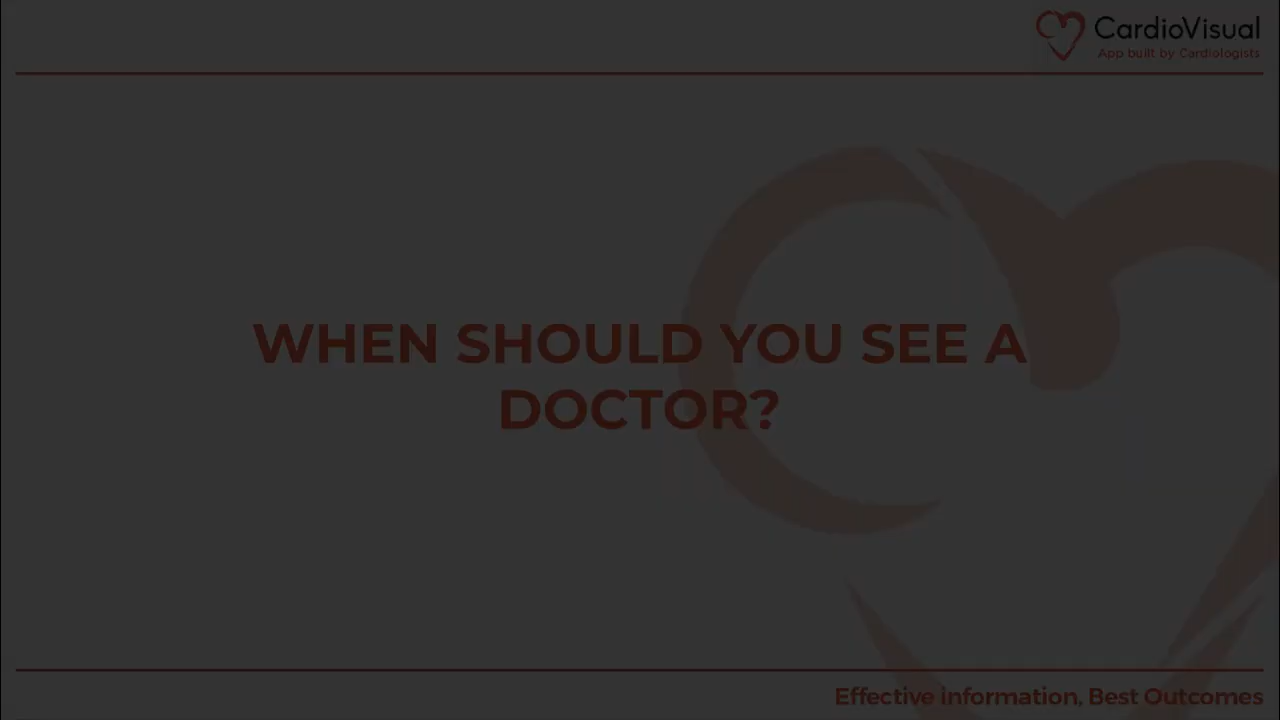 CardioVisual
App built by Cardiologists
WHEN SHOULD YOU SEE A
DOCTOR?
Effective information, Best Outcomes